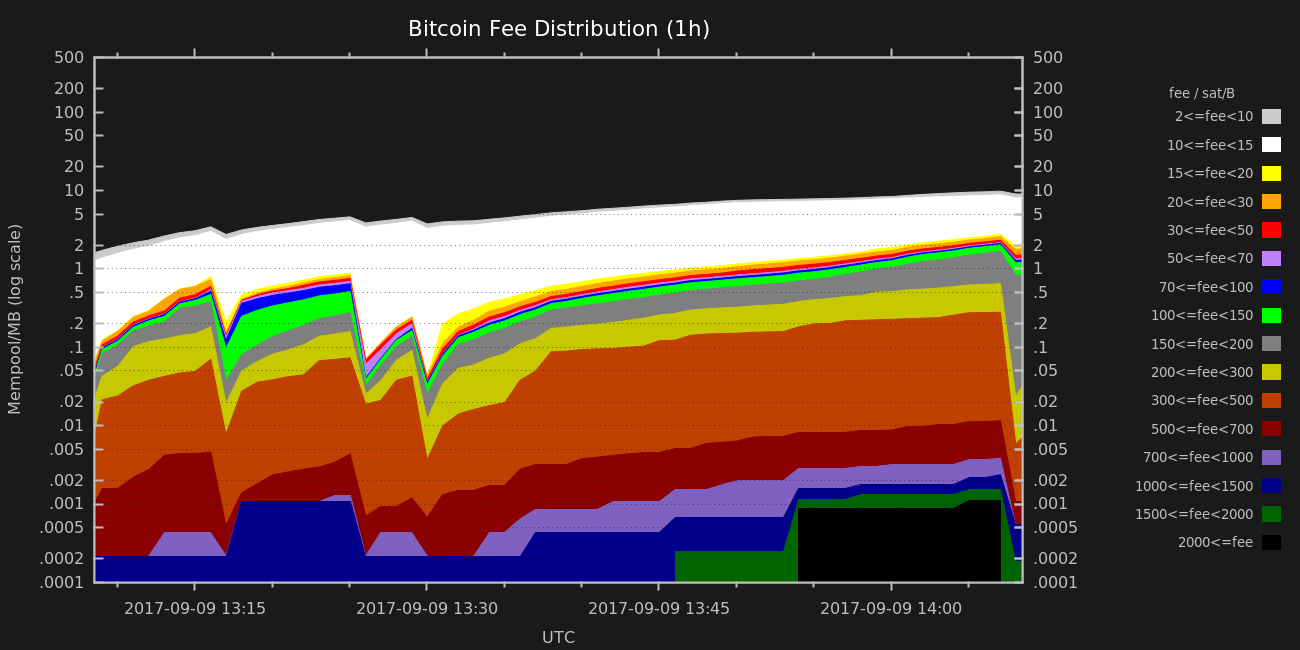 Bitcoin Fee Distribution (1h)
Mempool/MB (log scale)
500
200
100
50
20
10
5
2
1
.5
.2
.1
.05
.02
.01
.005
.002
.001
.0005
.0002
.0001
500
200
100
50
20
10
5
2
1
.5
.2
.1
.05
.02
.01
.005
.002
.001
.0005
.0002
.0001
fee / sat/B
2<=fee<10
10<=fee<15
15<=fee<20
20<=fee<30
30<=fee<50
50<=fee<70
70<=fee<100
100<=fee<150
150<=fee<200
200<=fee<300
300<=fee<500
500<=fee<700
700<=fee<1000
1000<=fee<1500
1500<=fee<2000
2000<=fee
2017-09-09 13:15 2017-09-09 13:30 2017-09-09 13:45 2017-09-09 14:00
UTC